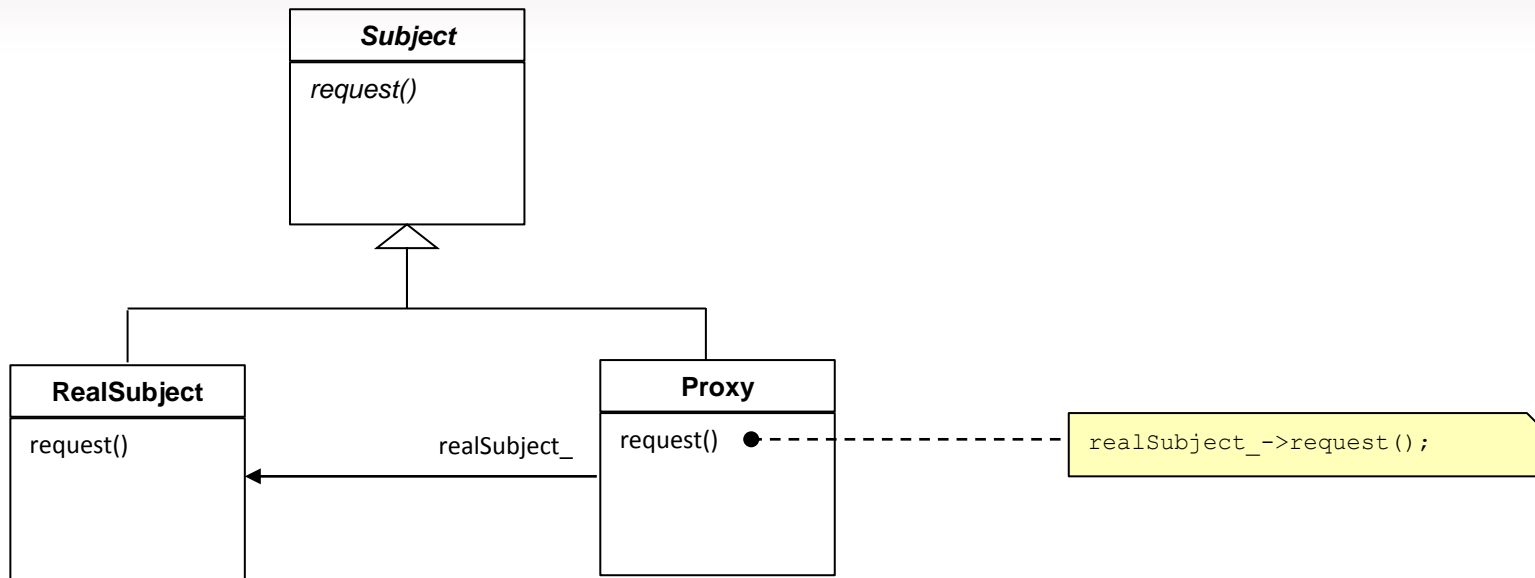 Subject
request()
RealSubject
request()
realSubject_
Proxy
request()
realSubject_->request();